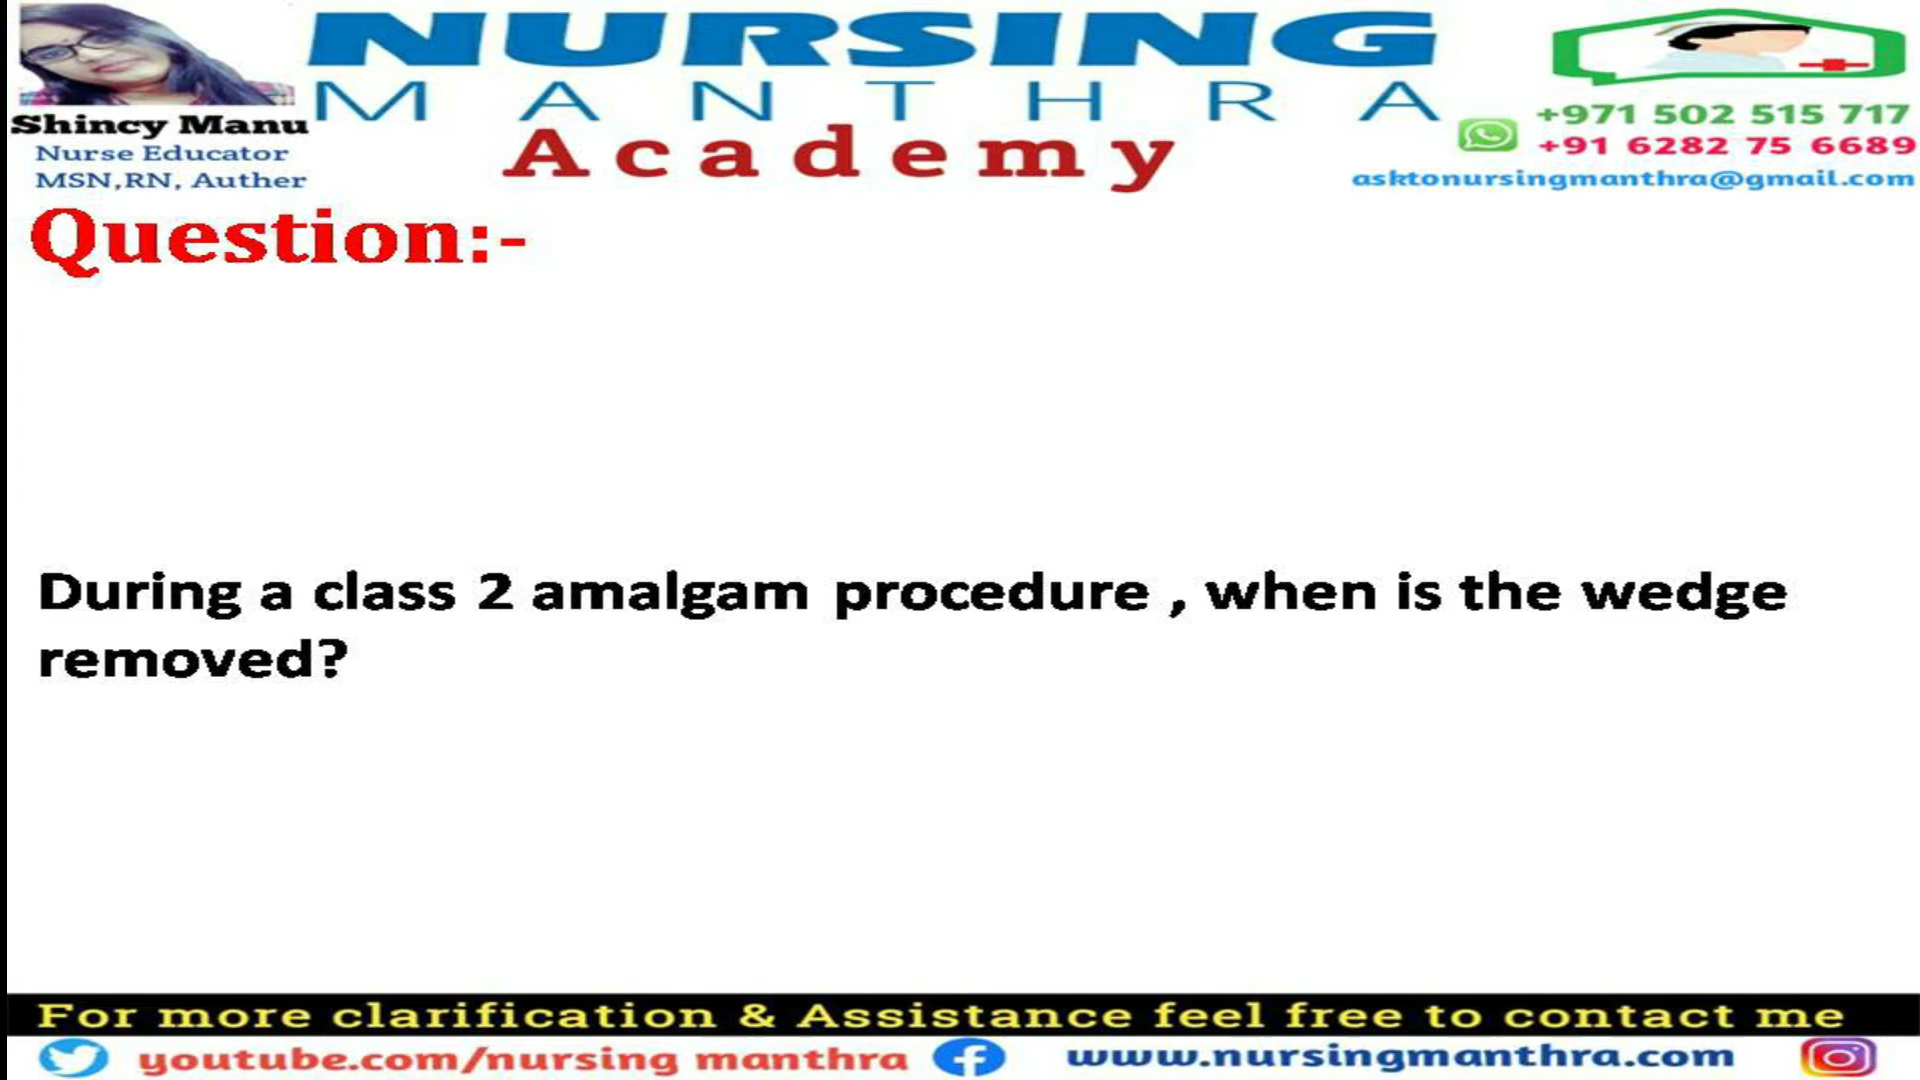 NURSING
MANTHRA
Academy
Shincy Manu
Nurse Educator
MSN,RN, Auther
+971 502 515 717
+91 6282 75 6689
asktonursingmanthra@gmail.com
Question:-
During a class 2 amalgam procedure , when is the wedge
removed?
For more clarification & Assistance feel free to contact me
youtube.com/nursing manthra
www.nursingmanthra.com